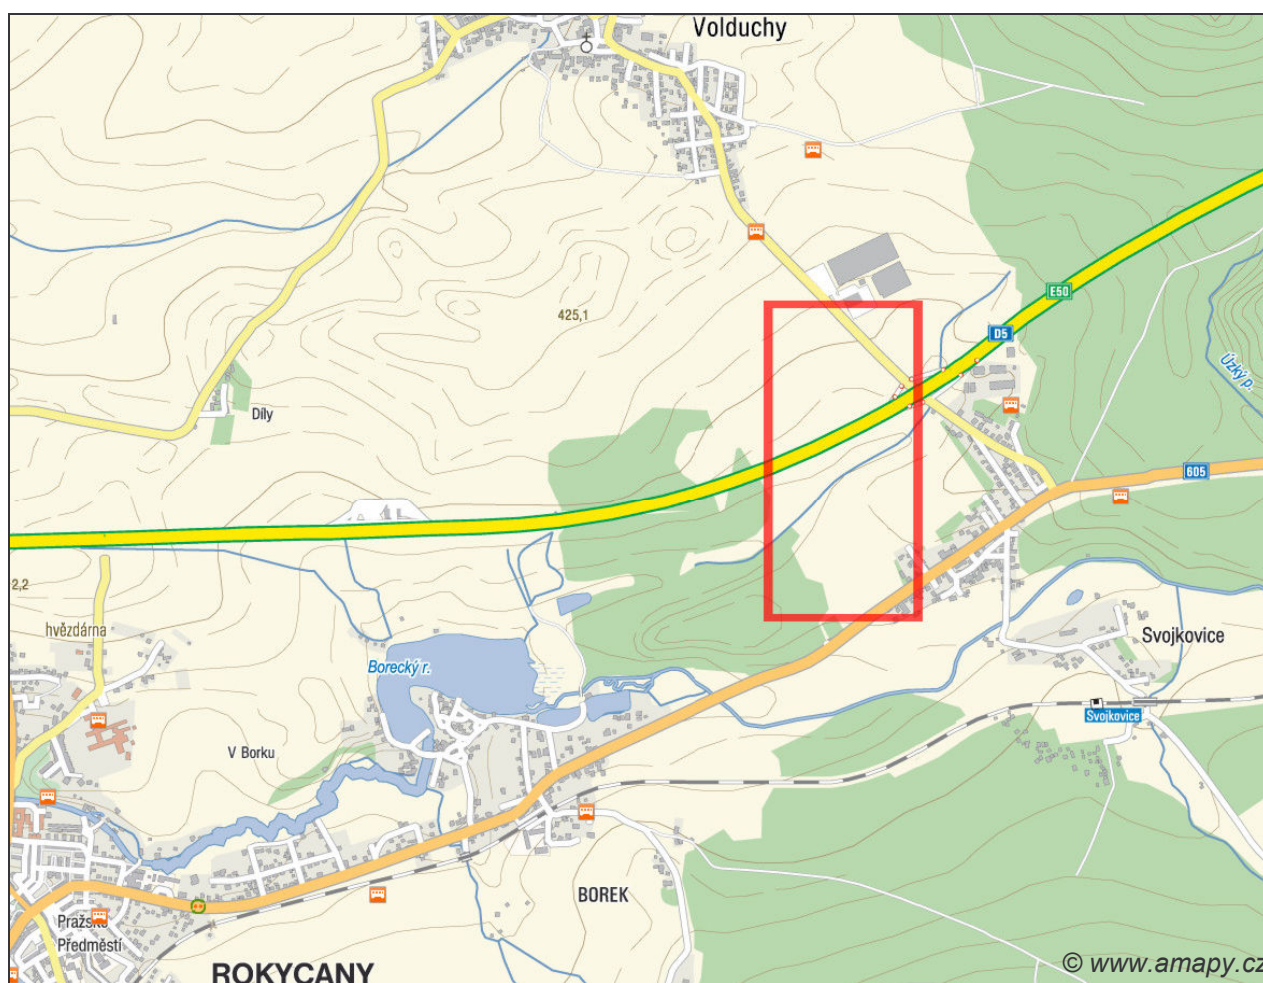 Volduchy
E50
425,1
D5
Úzký p.
Díly
605
2,2
hvězdárna
Svojkovice
Borecký r.
Svojkovice
V Borku
BOREK
Pražské
Předměstí
ROKYCANY
© www.amapy.cz